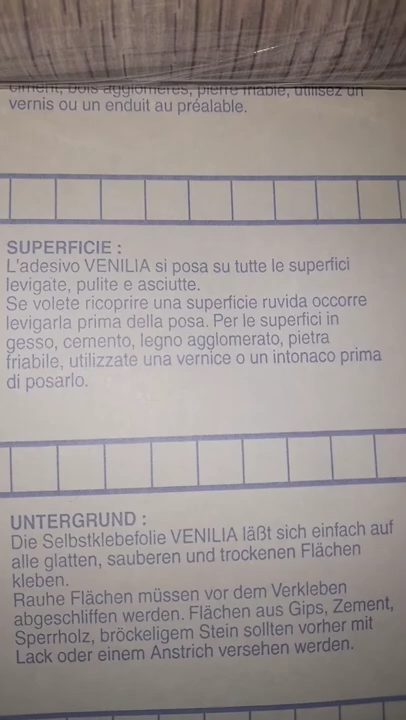 ciment, bois agglomérés, pierre friable, utilisez un
vernis ou un enduit au préalable.
SUPERFICIE :
L'adesivo VENILIA si posa su tutte le superfici
levigate, pulite e asciutte.
Se volete ricoprire una superficie ruvida occorre
levigarla prima della posa. Per le superfici in
gesso, cemento, legno agglomerato, pietra
friabile, utilizzate una vernice o un intonaco prima
di posarlo.
UNTERGRUND :
Die Selbstklebefolie VENILIA läßt sich einfach auf
alle glatten, sauberen und trockenen Flächen
kleben.
Rauhe Flächen müssen vor dem Verkleben
abgeschliffen werden. Flächen aus Gips, Zement,
Sperrholz, bröckeligem Stein sollten vorher mit
Lack oder einem Anstrich versehen werden.